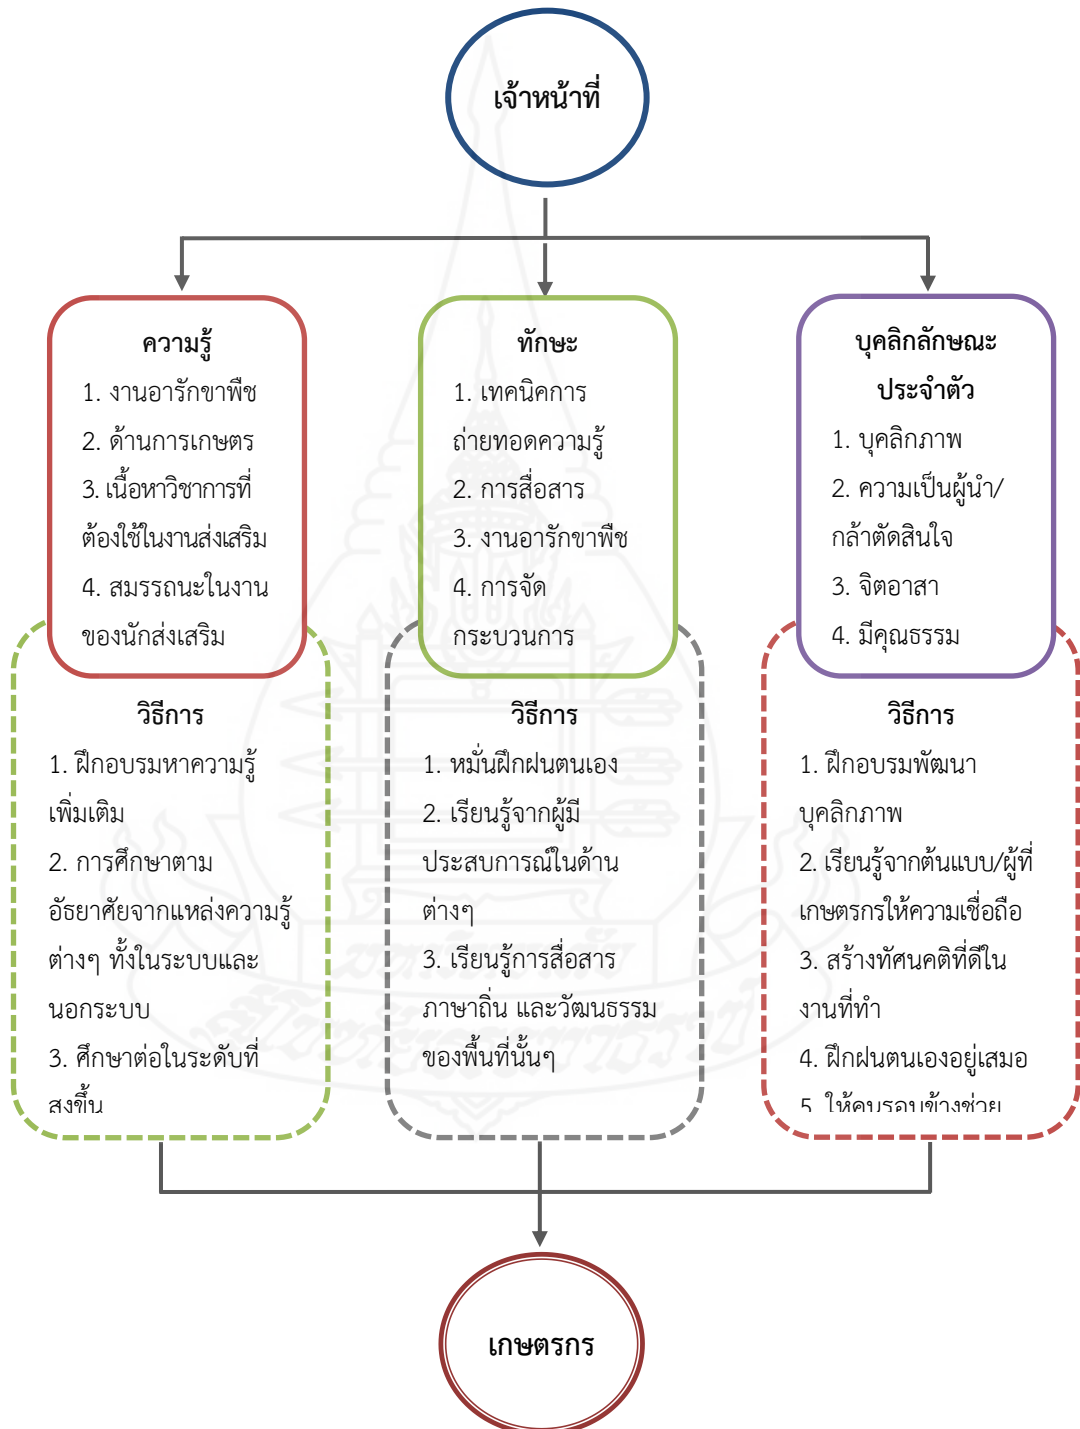 เจ้าหน้าที่
ความรู้
1. งานอารักขาพืช
2. ด้านการเกษตร
3. เนื้อหาวิชาการที่
ต้องใช้ในงานส่งเสริม
4. สมรรถนะในงาน
ของนักส่งเสริม
วิธีการ
1. ฝึกอบรมหาความรู้
เพิ่มเติม
2. การศึกษาตาม
อัธยาศัยจากแหล่งความรู้
ต่างๆ ทั้งในระบบและ
นอกระบบ
3. ศึกษาต่อในระดับที่
สูงขึ้น
ทักษะ
1. เทคนิคการ
ถ่ายทอดความรู้
2. การสื่อสาร
3. งานอารักขาพืช
4. การจัด
กระบวนการ
วิธีการ
1. หมั่นฝึกฝนตนเอง
2. เรียนรู้จากผู้มี
ประสบการณ์ในด้าน
ต่างๆ
3. เรียนรู้การสื่อสาร
ภาษาถิ่น และวัฒนธรรม
ของพื้นที่นั้นๆ
บุคลิกลักษณะ
ประจำตัว
1. บุคลิกภาพ
2. ความเป็นผู้นำ/
กล้าตัดสินใจ
3. จิตอาสา
4. มีคุณธรรม
วิธีการ
1. ฝึกอบรมพัฒนา
บุคลิกภาพ
2. เรียนรู้จากต้นแบบ/ผู้ที่
เกษตรกรให้ความเชื่อถือ
3. สร้างทัศนคติที่ดีใน
งานที่ทำ
4. ฝึกฝนตนเองอยู่เสมอ
5. ให้คนรอบข้างช่วย
เกษตรกร